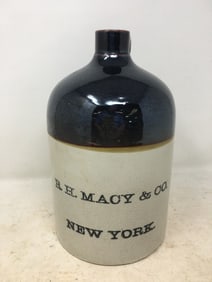 R. H. MACY & CO.
NEW YORK.